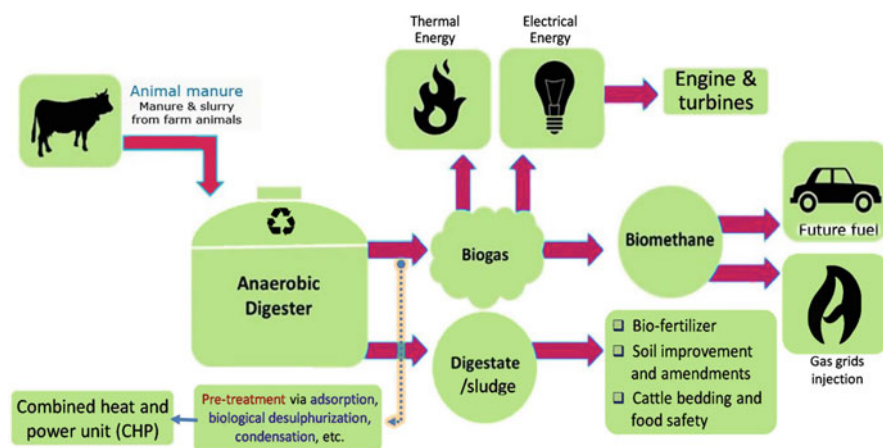 Thermal
Energy
Electrical
Energy
Engine &
turbines
Animal manure
Manure & slurry
from farm animals
Future fuel
Anaerobic
Digester
Biogas
Biomethane
Gas grids
injection
Digestate
/sludge
Bio-fertilizer
Soil improvement
and amendments
Cattle bedding and
food safety
Pre-treatment via adsorption,
biological desulphurization,
condensation, etc.
Combined heat and
power unit (CHP)